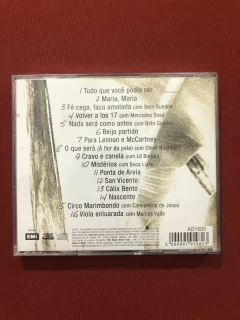 1 Tudo que você podia ser
2 Maria, Maria
3 Fé cega, faca amolada com Beto Guedes
4 Volver a los 17 com Mercedes Sosa
5 Nada será como antes com Beto Guedes
6 Beijo partido
7 Para Lennon e McCartney
8 O que será (À flor da pele) com Chico Buarque
9 Cravo e canela com Lô Borges
10 Mistérios com Boca Livre
11 Ponta de Areia
12 San Vicente
13 Cálix Bento
14 Nascente
15 Circo Marimbondo com Clementina de Jesus
16 Viola enluarada com Marcos Valle
EMI
AD1500